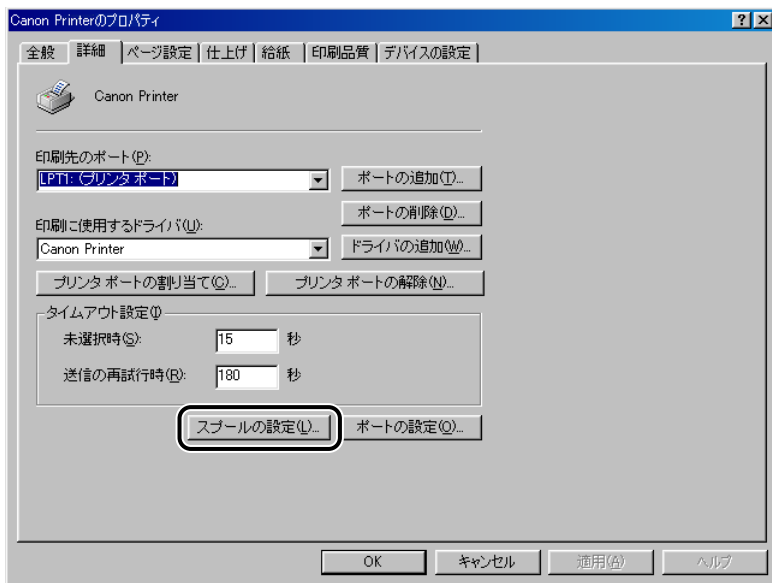 Canon Printerのプロパティ
全般 詳細 ページ設定 仕上げ 給紙 印刷品質 デバイスの設定
Canon Printer
印刷先のポート(P):
LPT1: (プリンタ ポート) ポートの追加(T)...
ポートの削除(D)...
印刷に使用するドライバ(U):
Canon Printer ドライバの追加(W)...
プリンタ ポートの割り当て(C)... プリンタ ポートの解除(N)...
タイムアウト設定(I)
未選択時(S): 15 秒
送信の再試行時(R): 180 秒
スプールの設定(L)... ポートの設定(O)...
OK キャンセル 適用(A) ヘルプ